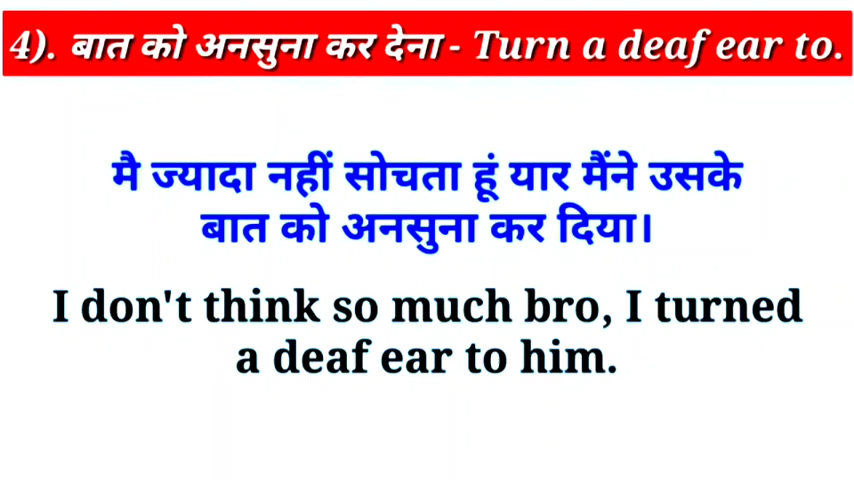 4). बात को अनसुना कर देना - Turn a deaf ear to.
मै ज्यादा नहीं सोचता हूं यार मैंने उसके
बात को अनसुना कर दिया।
I don't think so much bro, I turned
a deaf ear to him.